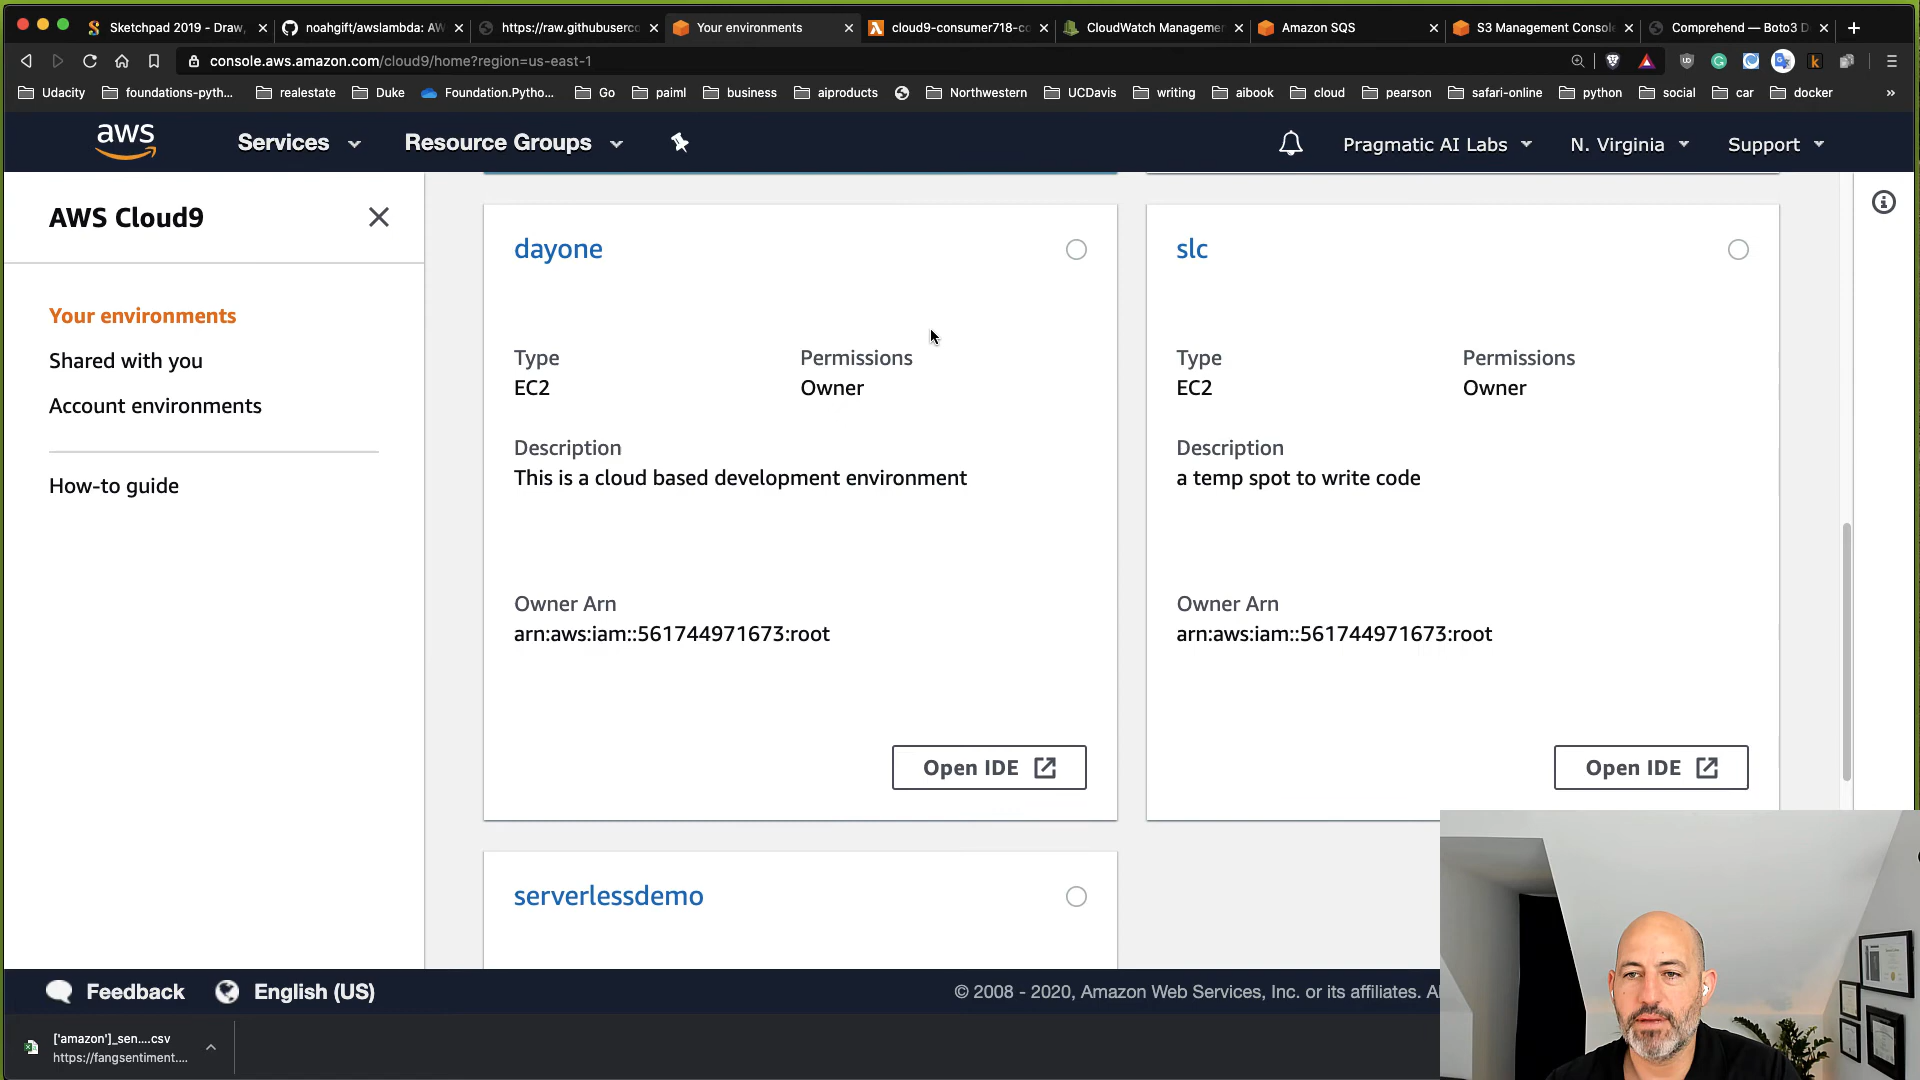 Sketchpad 2019 - Draw,
noahgift/awslambda: AW
https://raw.githubuserco
Your environments
cloud9-consumer718-co
CloudWatch Managemen
Amazon SQS
S3 Management Console
Comprehend — Boto3 D
console.aws.amazon.com/cloud9/home?region=us-east-1
Udacity
foundations-pyth...
realestate
Duke
Foundation.Pytho...
Go
paiml
business
aiproducts
Northwestern
UCDavis
writing
aibook
cloud
pearson
safari-online
python
social
car
docker
»
aws
Services
Resource Groups
Pragmatic AI Labs
N. Virginia
Support
AWS Cloud9
Your environments
Shared with you
Account environments
How-to guide
dayone
Type
EC2
Permissions
Owner
Description
This is a cloud based development environment
Owner Arn
arn:aws:iam::561744971673:root
Open IDE
slc
Type
EC2
Permissions
Owner
Description
a temp spot to write code
Owner Arn
arn:aws:iam::561744971673:root
Open IDE
serverlessdemo
Feedback
English (US)
© 2008 - 2020, Amazon Web Services, Inc. or its affiliates.
['amazon']_sen....csv
https://fangsentiment....